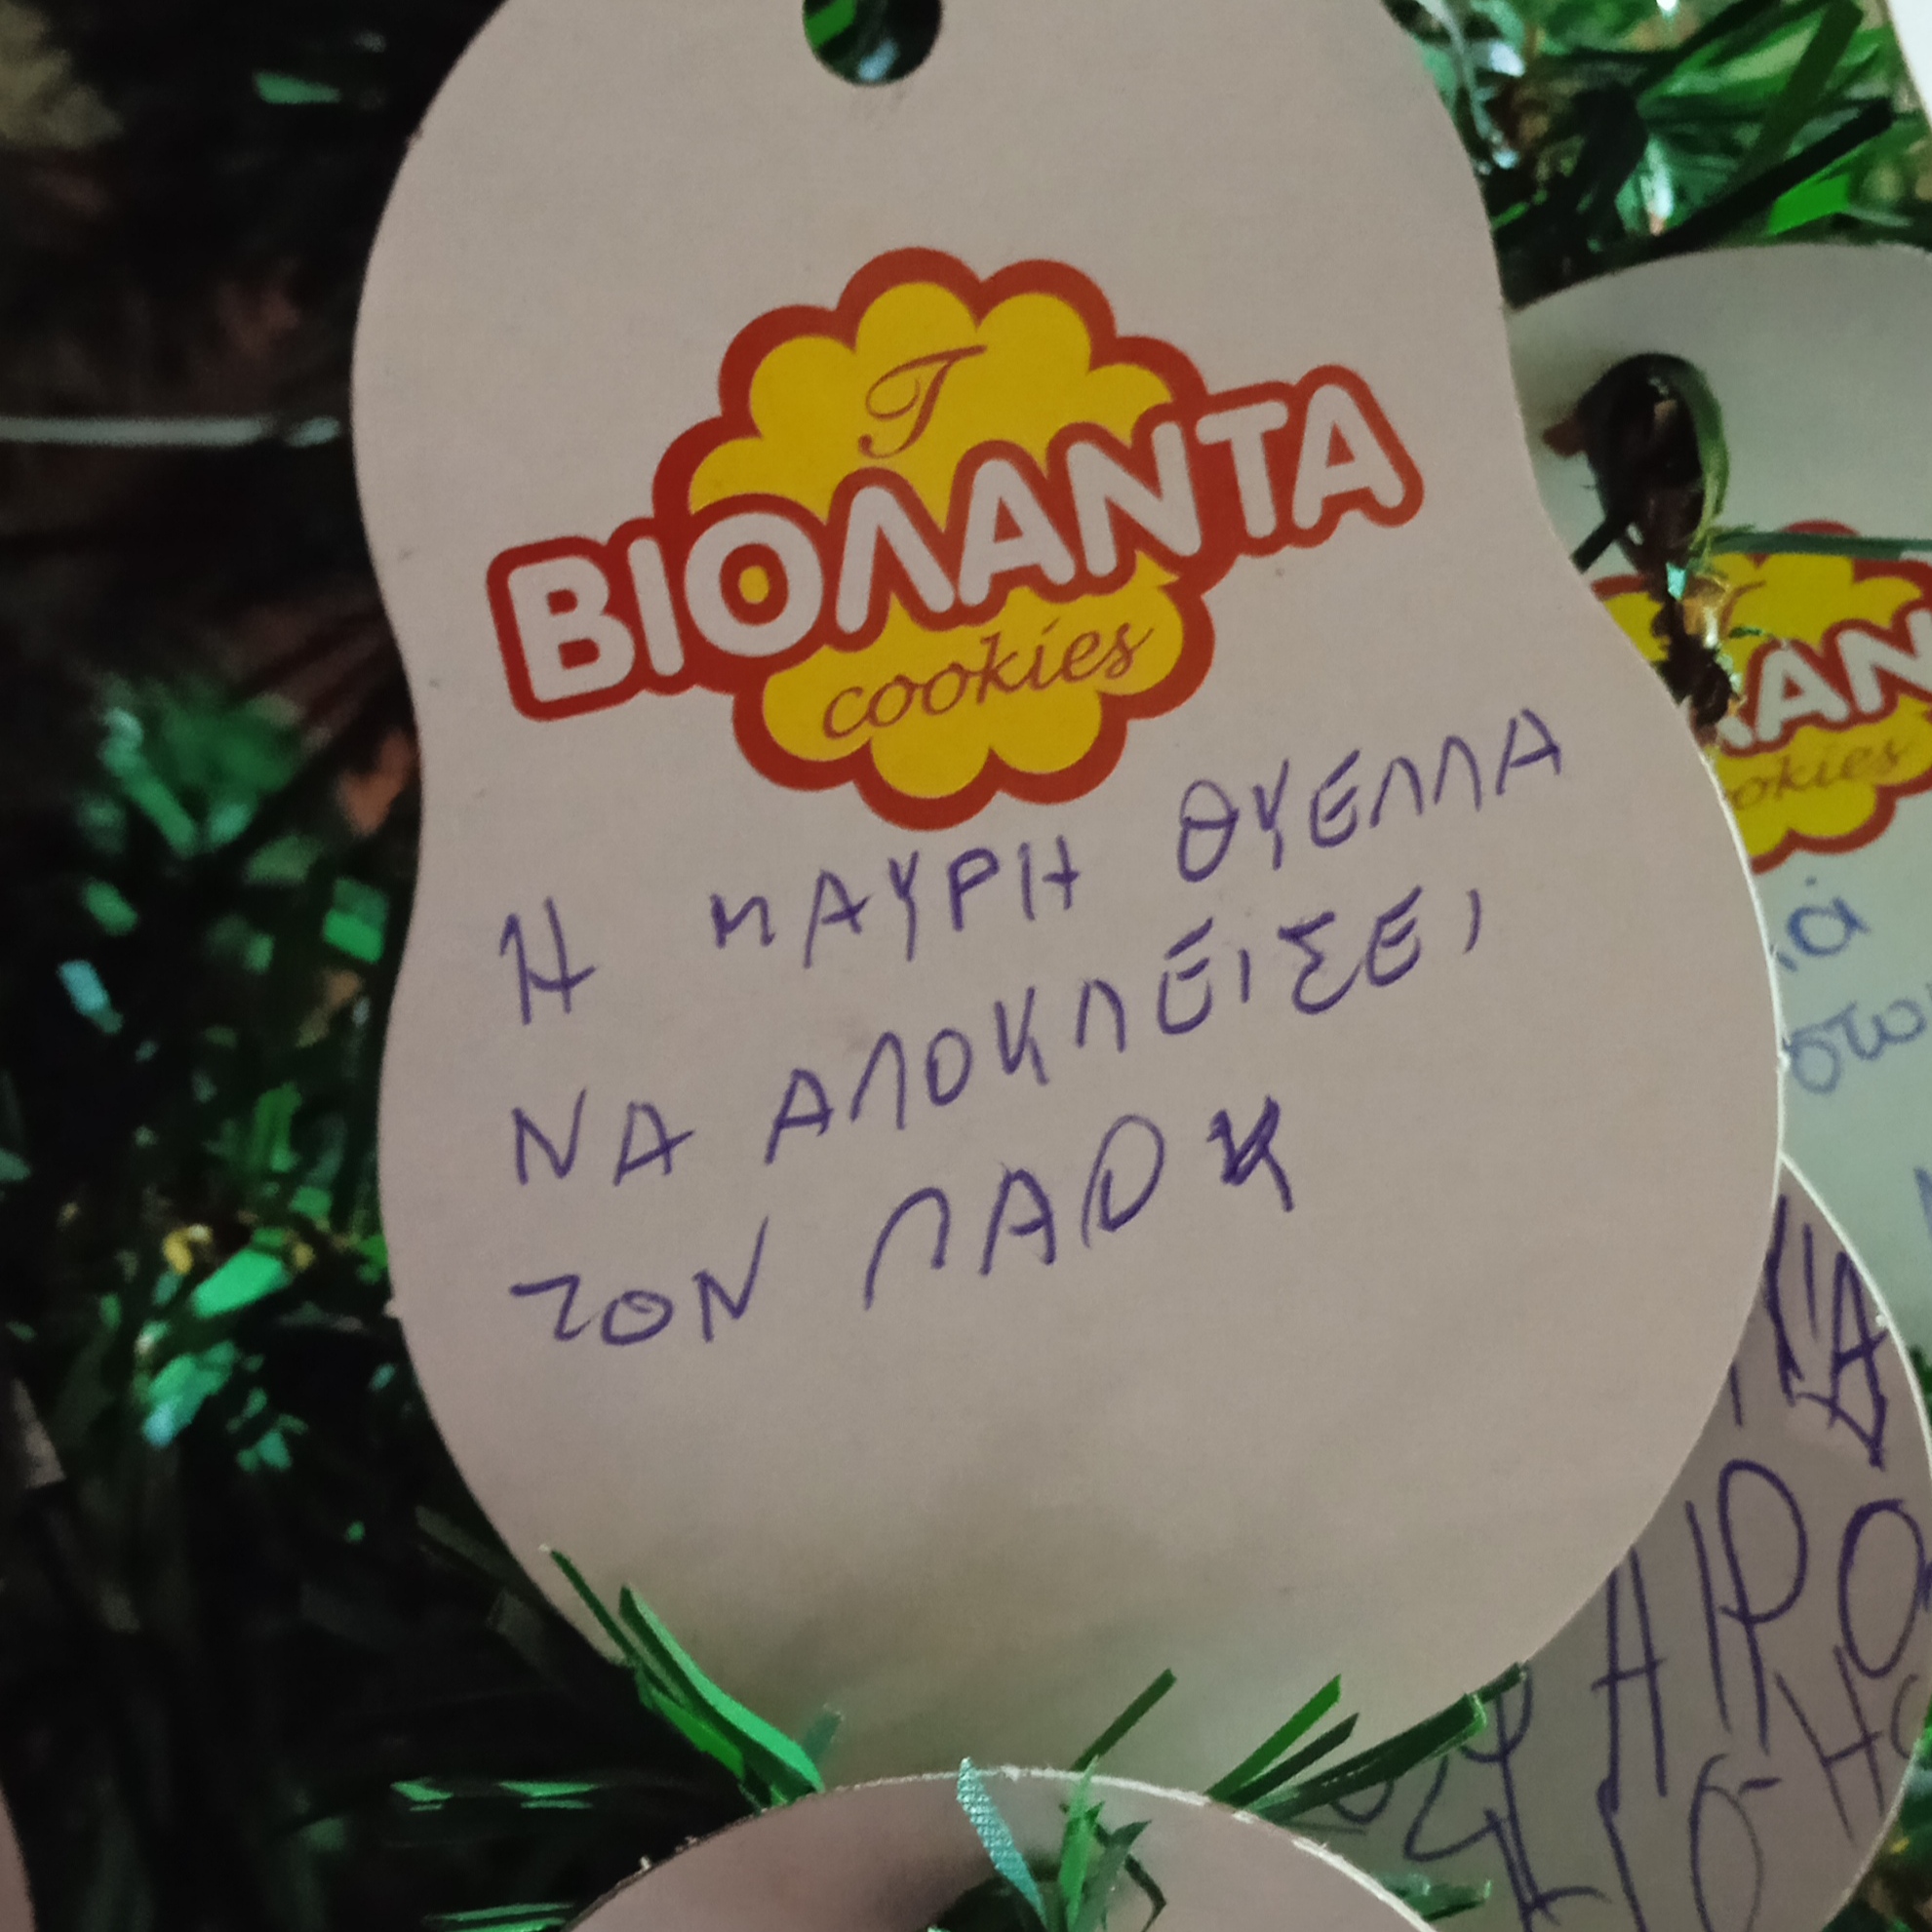 Τ
ΒΙΟΛΑΝΤΑ
cookies
Η ΜΑΥΡΗ ΘΥΕΛΛΑ
ΝΑ ΑΠΟΚΛΕΙΣΕΙ
ΤΟΝ ΠΑΟΚ